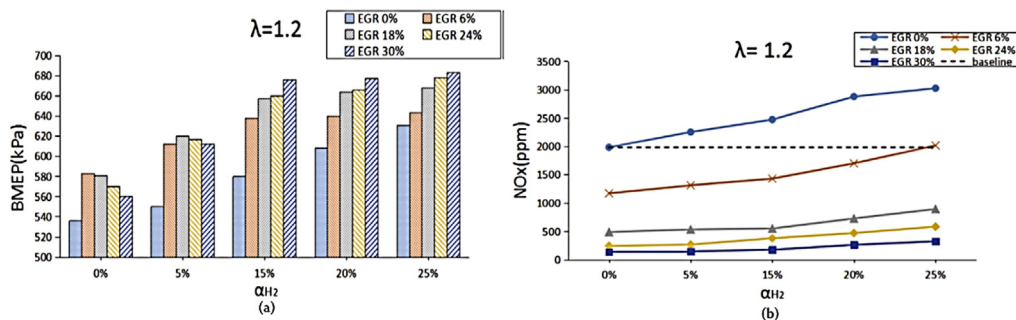 λ=1.2
EGR 0% EGR 6%
EGR 18% EGR 24%
EGR 30%
BMEP(kPa)
700
680
660
640
620
600
580
560
540
520
500
0% 5% 15% 20% 25%
αH2
(a)
λ= 1.2
EGR 0% EGR 6%
EGR 18% EGR 24%
EGR 30% baseline
NOx(ppm)
3500
3000
2500
2000
1500
1000
500
0
0% 5% 15% 20% 25%
αH2
(b)